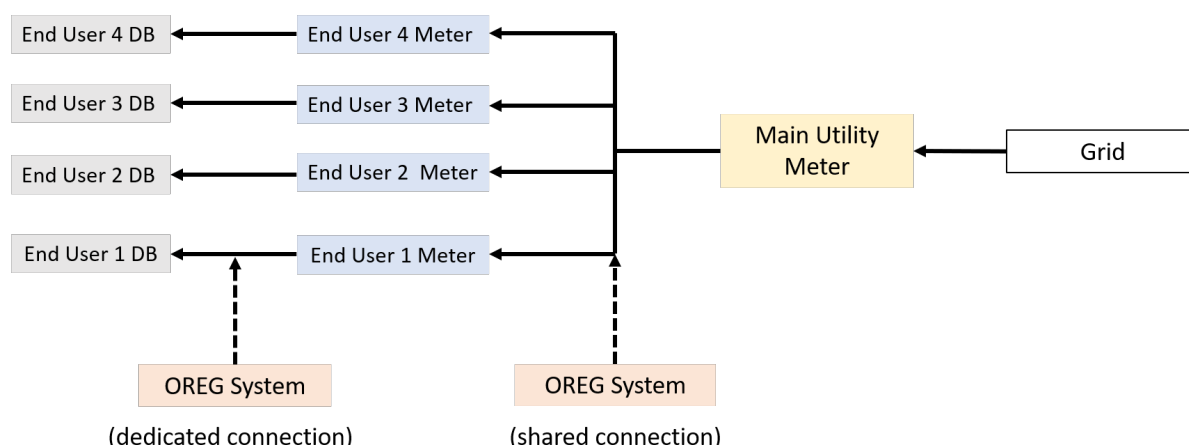 End User 4 DB
End User 4 Meter
End User 3 DB
End User 3 Meter
Main Utility
Meter
Grid
End User 2 DB
End User 2 Meter
End User 1 DB
End User 1 Meter
OREG System
OREG System
(dedicated connection)
(shared connection)